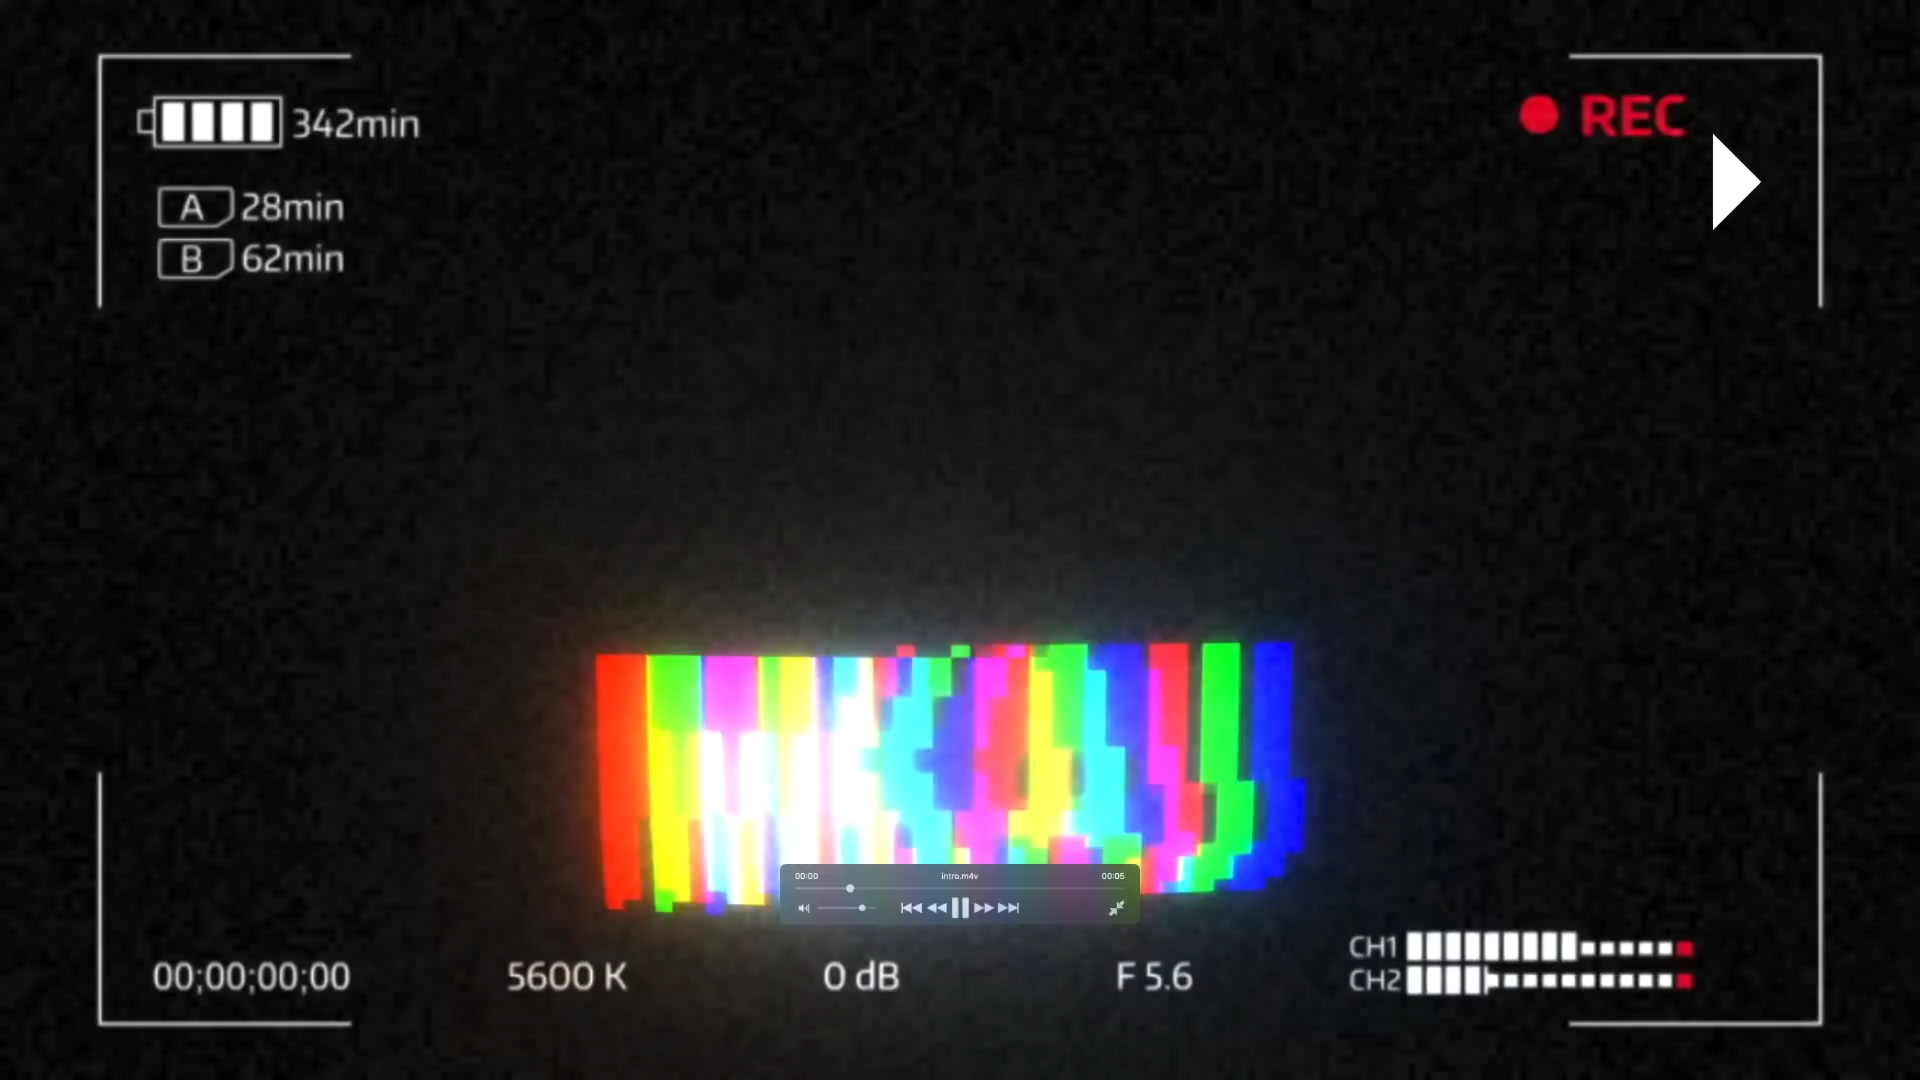 342min
REC
A 28min
B 62min
00:00 intro.m4v 00:05
CH1
CH2
00;00;00;00 5600 K 0 dB F 5.6